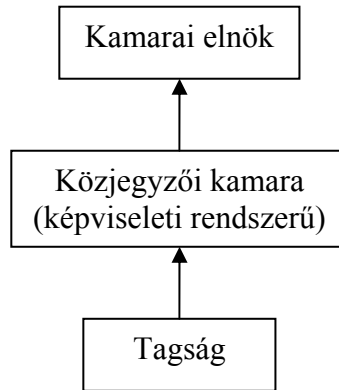 Kamarai elnök
Közjegyzői kamara
(képviseleti rendszerű)
Tagság